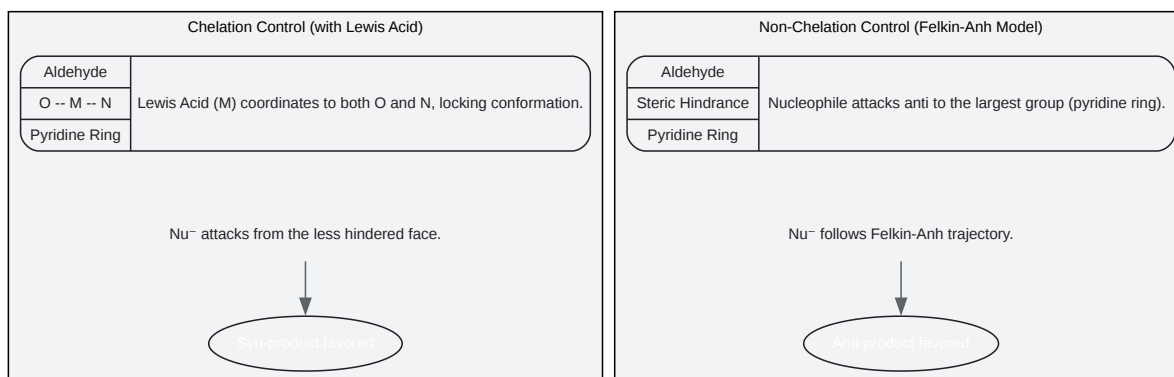 Chelation Control (with Lewis Acid)
Aldehyde
O -- M -- N
Pyridine Ring
Lewis Acid (M) coordinates to both O and N, locking conformation.
Nu⁻ attacks from the less hindered face.
Syn-product favored
Non-Chelation Control (Felkin-Anh Model)
Aldehyde
Steric Hindrance
Pyridine Ring
Nucleophile attacks anti to the largest group (pyridine ring).
Nu⁻ follows Felkin-Anh trajectory.
Anti-product favored